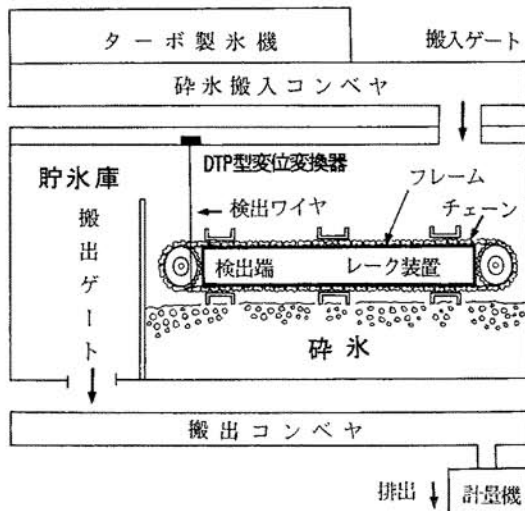 ターボ製氷機
搬入ゲート
砕氷搬入コンベヤ
DTP型変位変換器
貯氷庫
フレーム
チェーン
検出ワイヤ
搬出ゲート
検出端
レーク装置
砕氷
搬出コンベヤ
排出
計量機